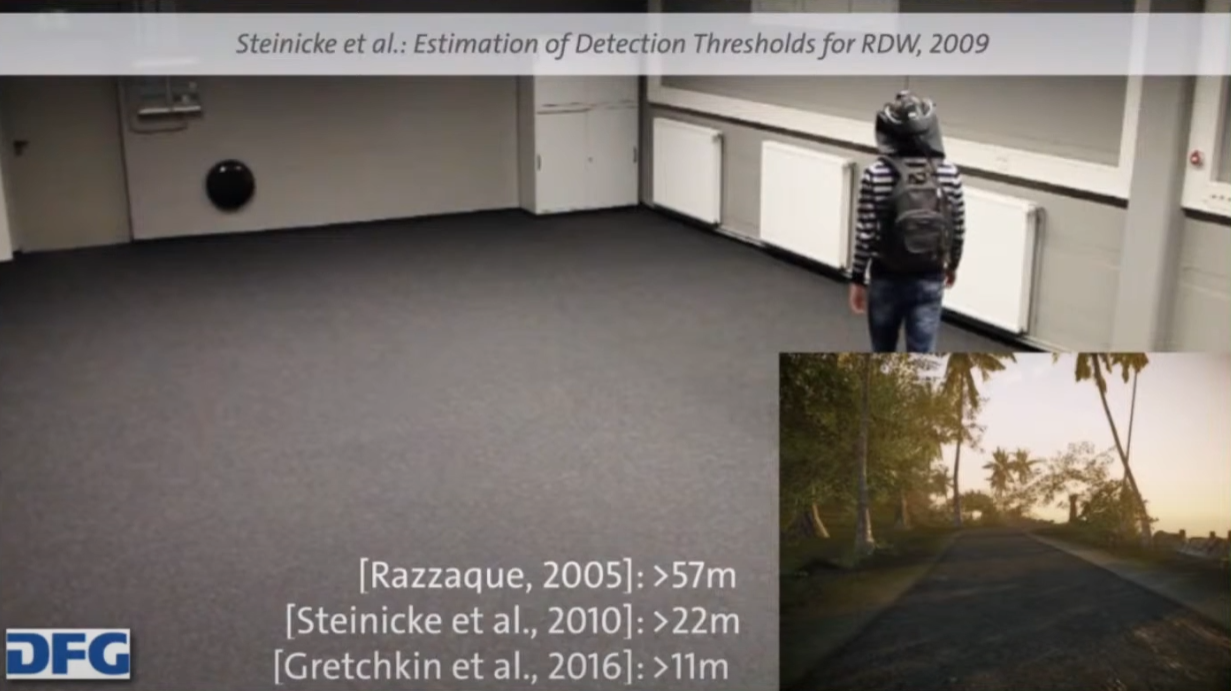 Steinicke et al.: Estimation of Detection Thresholds for RDW, 2009
[Razzaque, 2005]: >57m
[Steinicke et al., 2010]: >22m
[Gretchkin et al., 2016]: >11m
DFG